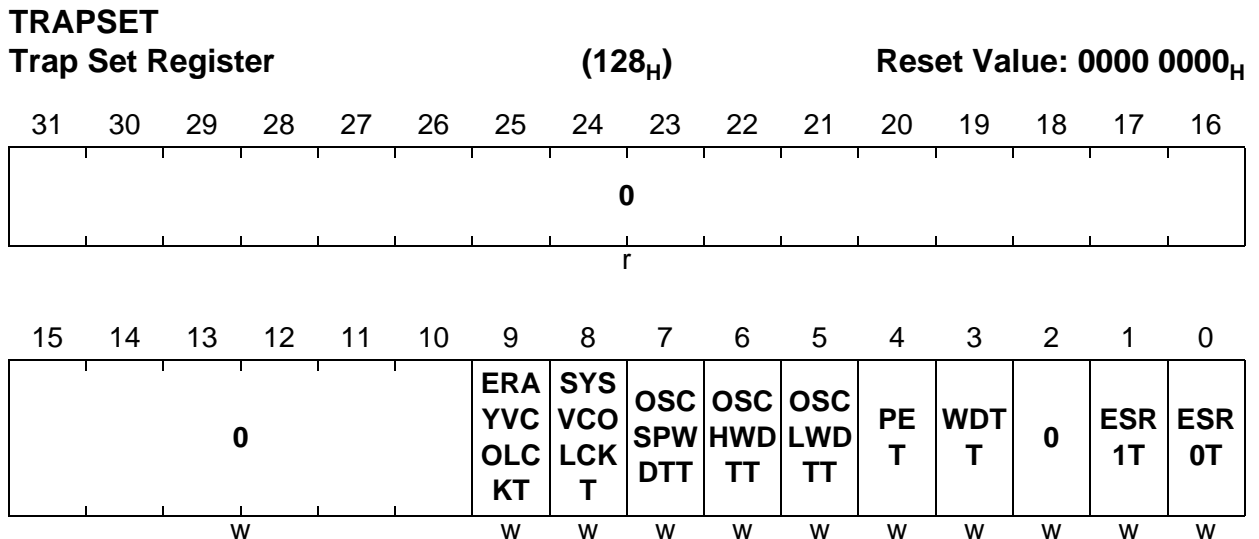 TRAPSET
Trap Set Register (128H) Reset Value: 0000 0000H
31 30 29 28 27 26 25 24 23 22 21 20 19 18 17 16
0
r
15 14 13 12 11 10 9 8 7 6 5 4 3 2 1 0
0 ERA YVC OLC KT SYS VCO LCK T OSC SPW DTT OSC HWD TT OSC LWD TT PE T WDT T 0 ESR 1T ESR 0T
w w w w w w w w w w w